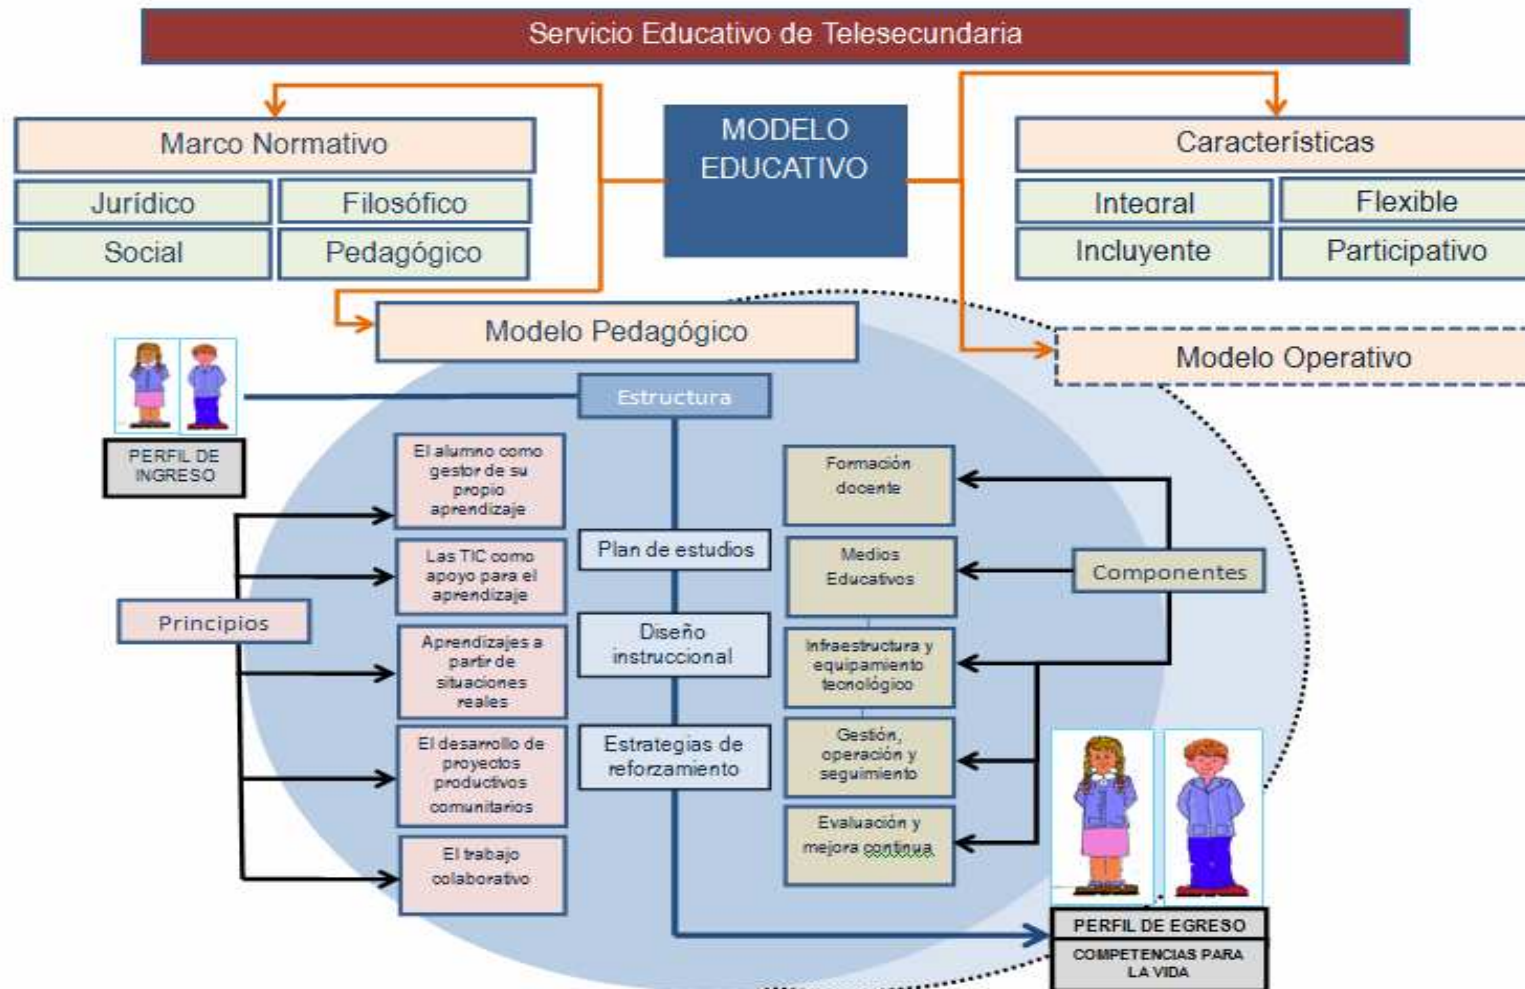 Servicio Educativo de Telesecundaria
MODELO
EDUCATIVO
Marco Normativo
Jurídico
Filosófico
Social
Pedagógico
Características
Integral
Flexible
Incluyente
Participativo
Modelo Pedagógico
Modelo Operativo
PERFIL DE
INGRESO
Estructura
Principios
El alumno como
gestor de su
propio
aprendizaje
Las TIC como
apoyo para el
aprendizaje
Aprendizajes a
partir de
situaciones
reales
El desarrollo de
proyectos
productivos
comunitarios
El trabajo
colaborativo
Plan de estudios
Diseño
instruccional
Estrategias de
reforzamiento
Formación
docente
Medios
Educativos
Infraestructura y
equipamiento
tecnológico
Gestión,
operación y
seguimiento
Evaluación y
mejora continua
Componentes
PERFIL DE EGRESO
COMPETENCIAS PARA
LA VIDA